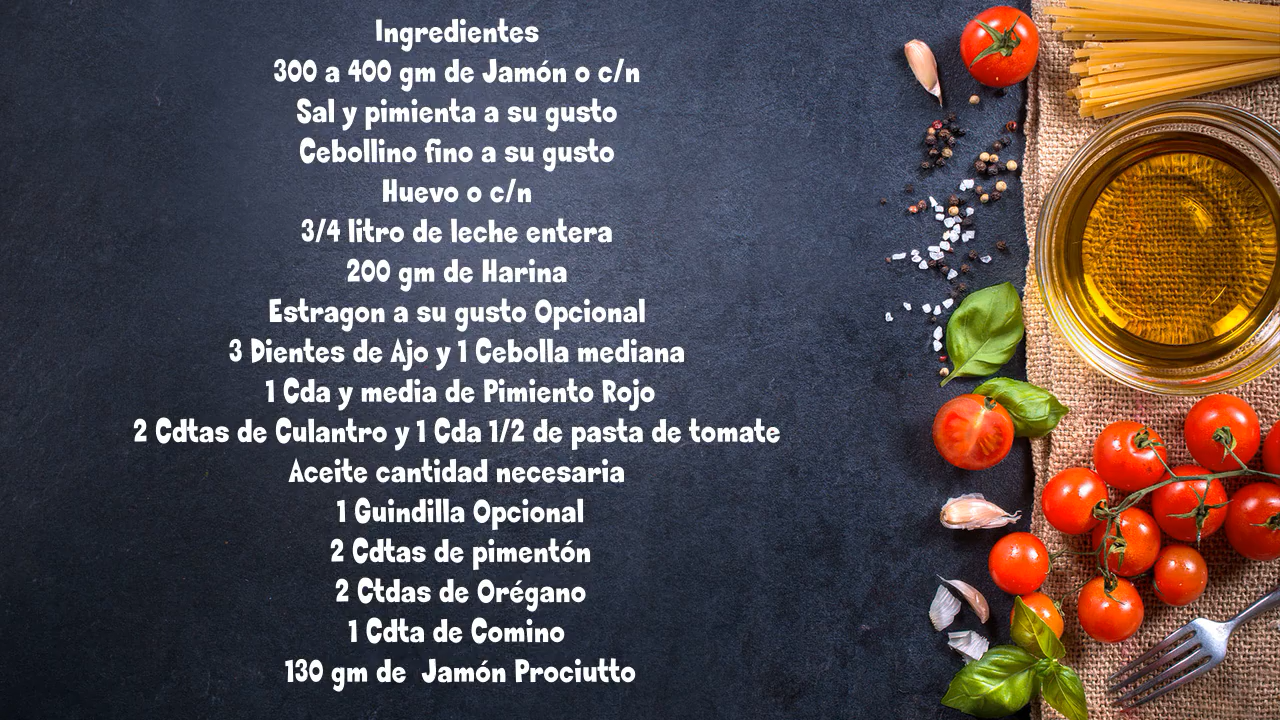 Ingredientes
300 a 400 gm de Jamón o c/n
Sal y pimienta a su gusto
Cebollino fino a su gusto
Huevo o c/n
3/4 litro de leche entera
200 gm de Harina
Estragon a su gusto Opcional
3 Dientes de Ajo y 1 Cebolla mediana
1 Cda y media de Pimiento Rojo
2 Cdtas de Culantro y 1 Cda 1/2 de pasta de tomate
Aceite cantidad necesaria
1 Guindilla Opcional
2 Cdtas de pimentón
2 Ctdas de Orégano
1 Cdta de Comino
130 gm de  Jamón Prociutto